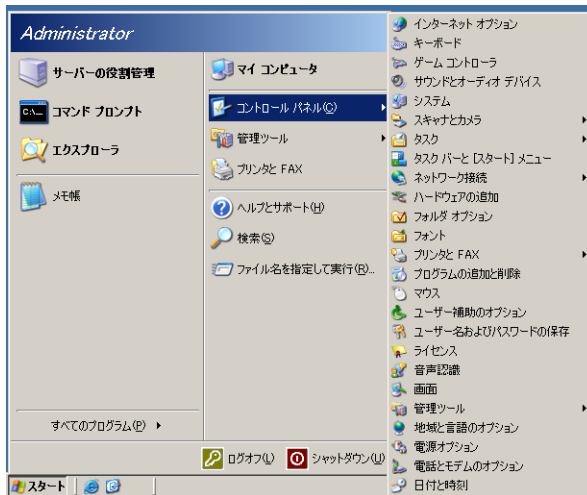 Administrator
サーバーの役割管理
コマンド プロンプト
エクスプローラ
メモ帳
すべてのプログラム(P)
マイ コンピュータ
コントロール パネル(C)
管理ツール
プリンタと FAX
ヘルプとサポート(H)
検索(S)
ファイル名を指定して実行(R)...
ログオフ(L)
シャットダウン(U)
スタート
インターネット オプション
キーボード
ゲーム コントローラ
サウンドとオーディオ デバイス
システム
スキャナとカメラ
タスク
タスク バーと [スタート] メニュー
ネットワーク接続
ハードウェアの追加
フォルダ オプション
フォント
プリンタと FAX
プログラムの追加と削除
マウス
ユーザー補助のオプション
ユーザー名およびパスワードの保存
ライセンス
音声認識
画面
管理ツール
地域と言語のオプション
電源オプション
電話とモデムのオプション
日付と時刻